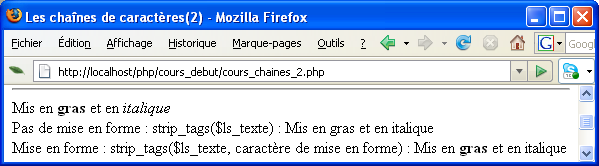 Les chaînes de caractères(2) - Mozilla Firefox
Fichier Édition Affichage Historique Marque-pages Outils ?
http://localhost/php/cours_debut/cours_chaines_2.php
Mis en gras et en italique
Pas de mise en forme : strip_tags($ls_texte) : Mis en gras et en italique
Mise en forme : strip_tags($ls_texte, caractère de mise en forme) : Mis en gras et en italique